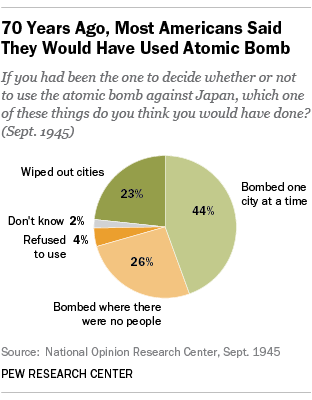 70 Years Ago, Most Americans Said
They Would Have Used Atomic Bomb
If you had been the one to decide whether or not
to use the atomic bomb against Japan, which one
of these things do you think you would have done?
(Sept. 1945)
Wiped out cities
23%
Bombed one
city at a time
44%
Don't know 2%
Refused
to use 4%
26%
Bombed where there
were no people
Source: National Opinion Research Center, Sept. 1945
PEW RESEARCH CENTER